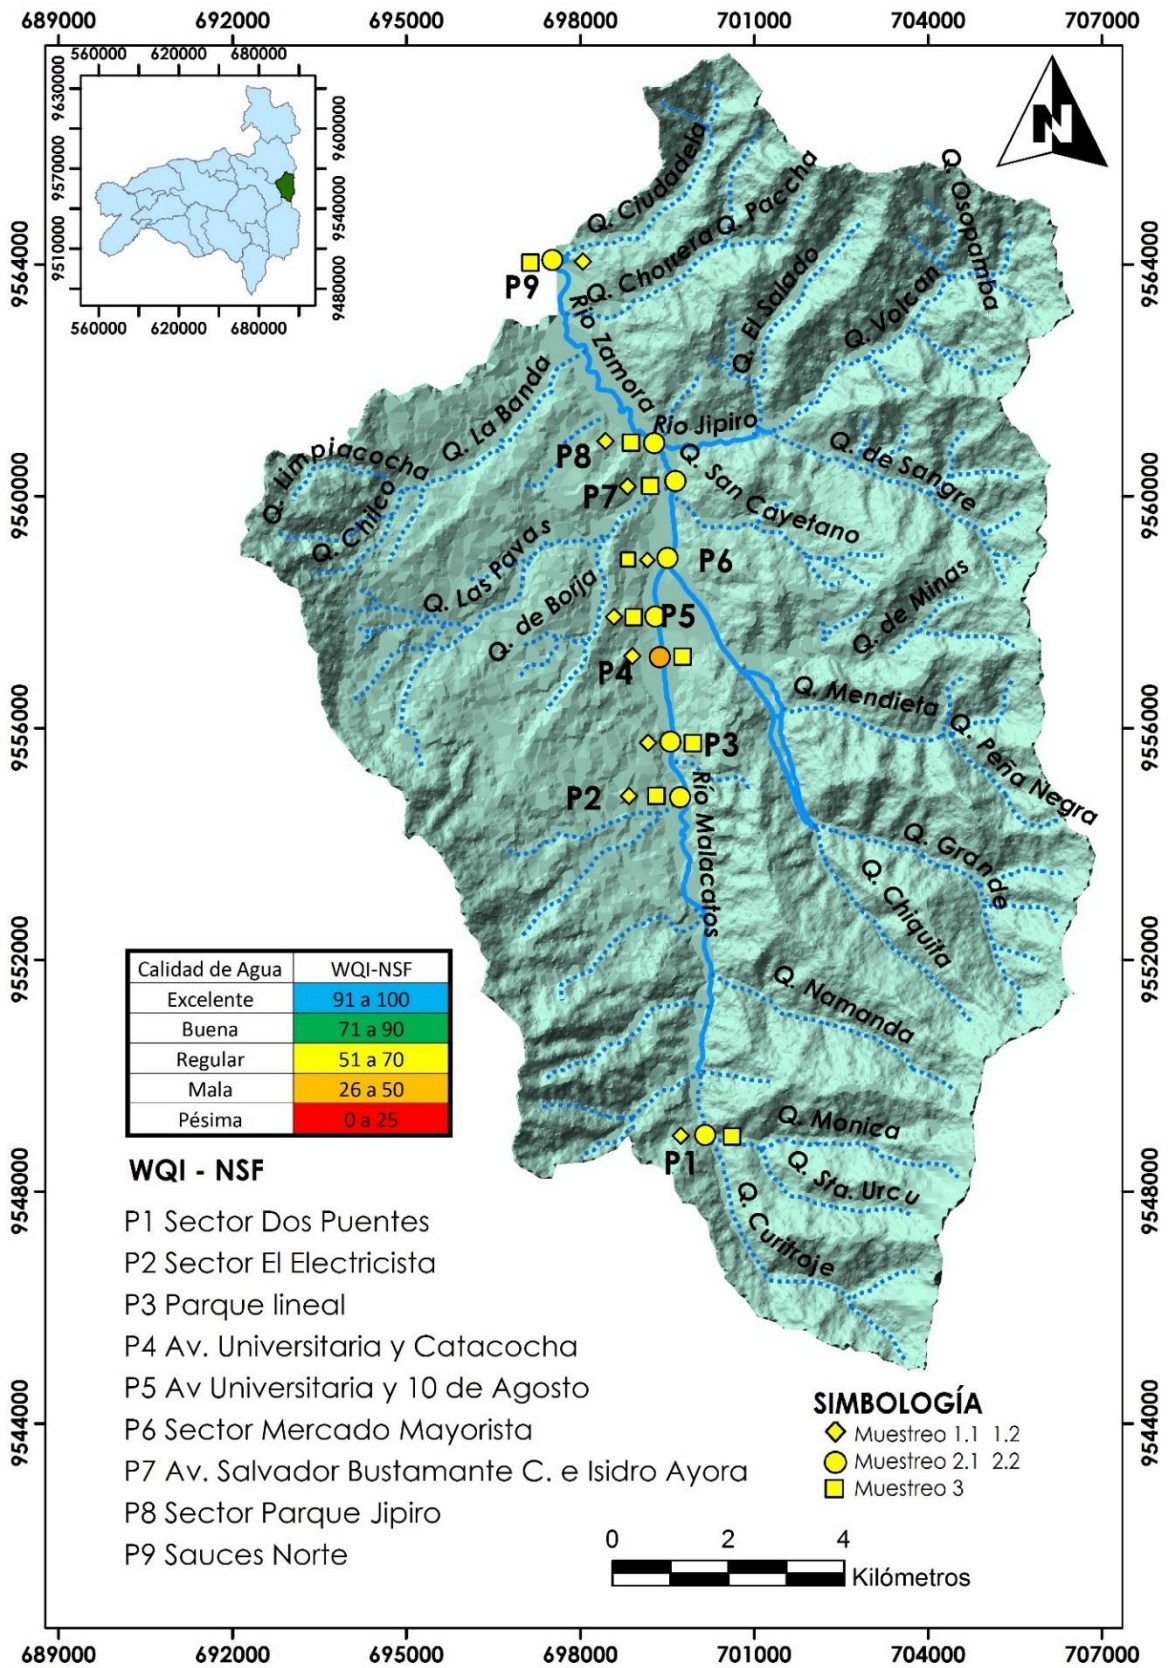 689000 692000 695000 698000 701000 704000 707000
560000 620000 680000
9630000
9600000
9570000
9540000
9510000
9480000
560000 620000 680000
N
9564000 9564000
9560000 9560000
9556000 9556000
9552000 9552000
9548000 9548000
9544000 9544000
Q. Ciudadela
Q. Paccha
Q. Chorrera
Q. Osopamba
Q. El Salado
Q. Volcan
P9
Río Zamora
Q. La Banda
Río Jipiro
P8
Q. Limpiacocha
Q. Chilco
Q. de Sangre
Q. San Cayetano
P7
Q. Las Pavas
Q. de Borja
P6
Q. de Minas
P5
P4
Q. Mendieta
Q. Peña Negra
P3
P2
Río Malacatos
Q. Grande
Q. Chiquita
Q. Namanda
Q. Monica
P1
Q. Sta. Urcu
Q. Curitroje
Calidad de Agua WQI-NSF
Excelente 91 a 100
Buena 71 a 90
Regular 51 a 70
Mala 26 a 50
Pésima 0 a 25
WQI - NSF
P1 Sector Dos Puentes
P2 Sector El Electricista
P3 Parque lineal
P4 Av. Universitaria y Catacocha
P5 Av Universitaria y 10 de Agosto
P6 Sector Mercado Mayorista
P7 Av. Salvador Bustamante C. e Isidro Ayora
P8 Sector Parque Jipiro
P9 Sauces Norte
SIMBOLOGÍA
Muestreo 1.1 1.2
Muestreo 2.1 2.2
Muestreo 3
0 2 4
Kilómetros
689000 692000 695000 698000 701000 704000 707000